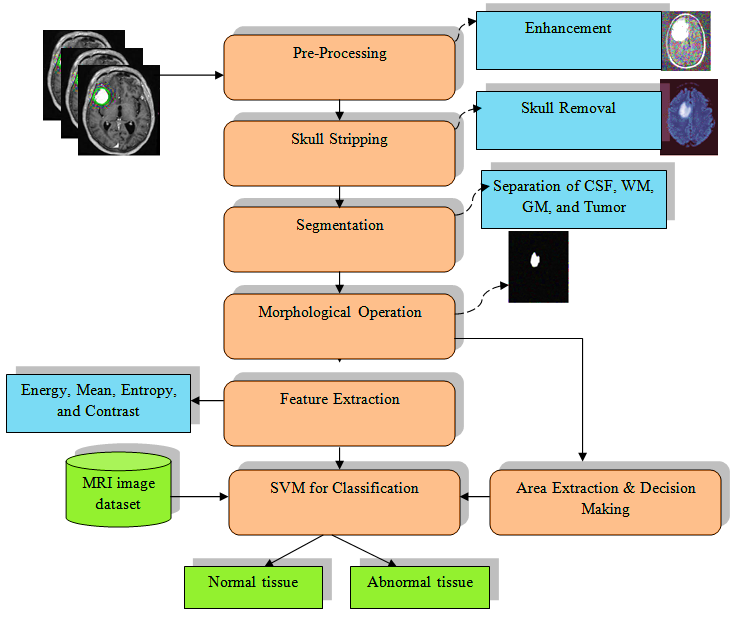 Pre-Processing
Enhancement
Skull Stripping
Skull Removal
Segmentation
Separation of CSF, WM,
GM, and Tumor
Morphological Operation
Energy, Mean, Entropy,
and Contrast
Feature Extraction
MRI image
dataset
SVM for Classification
Area Extraction & Decision
Making
Normal tissue
Abnormal tissue